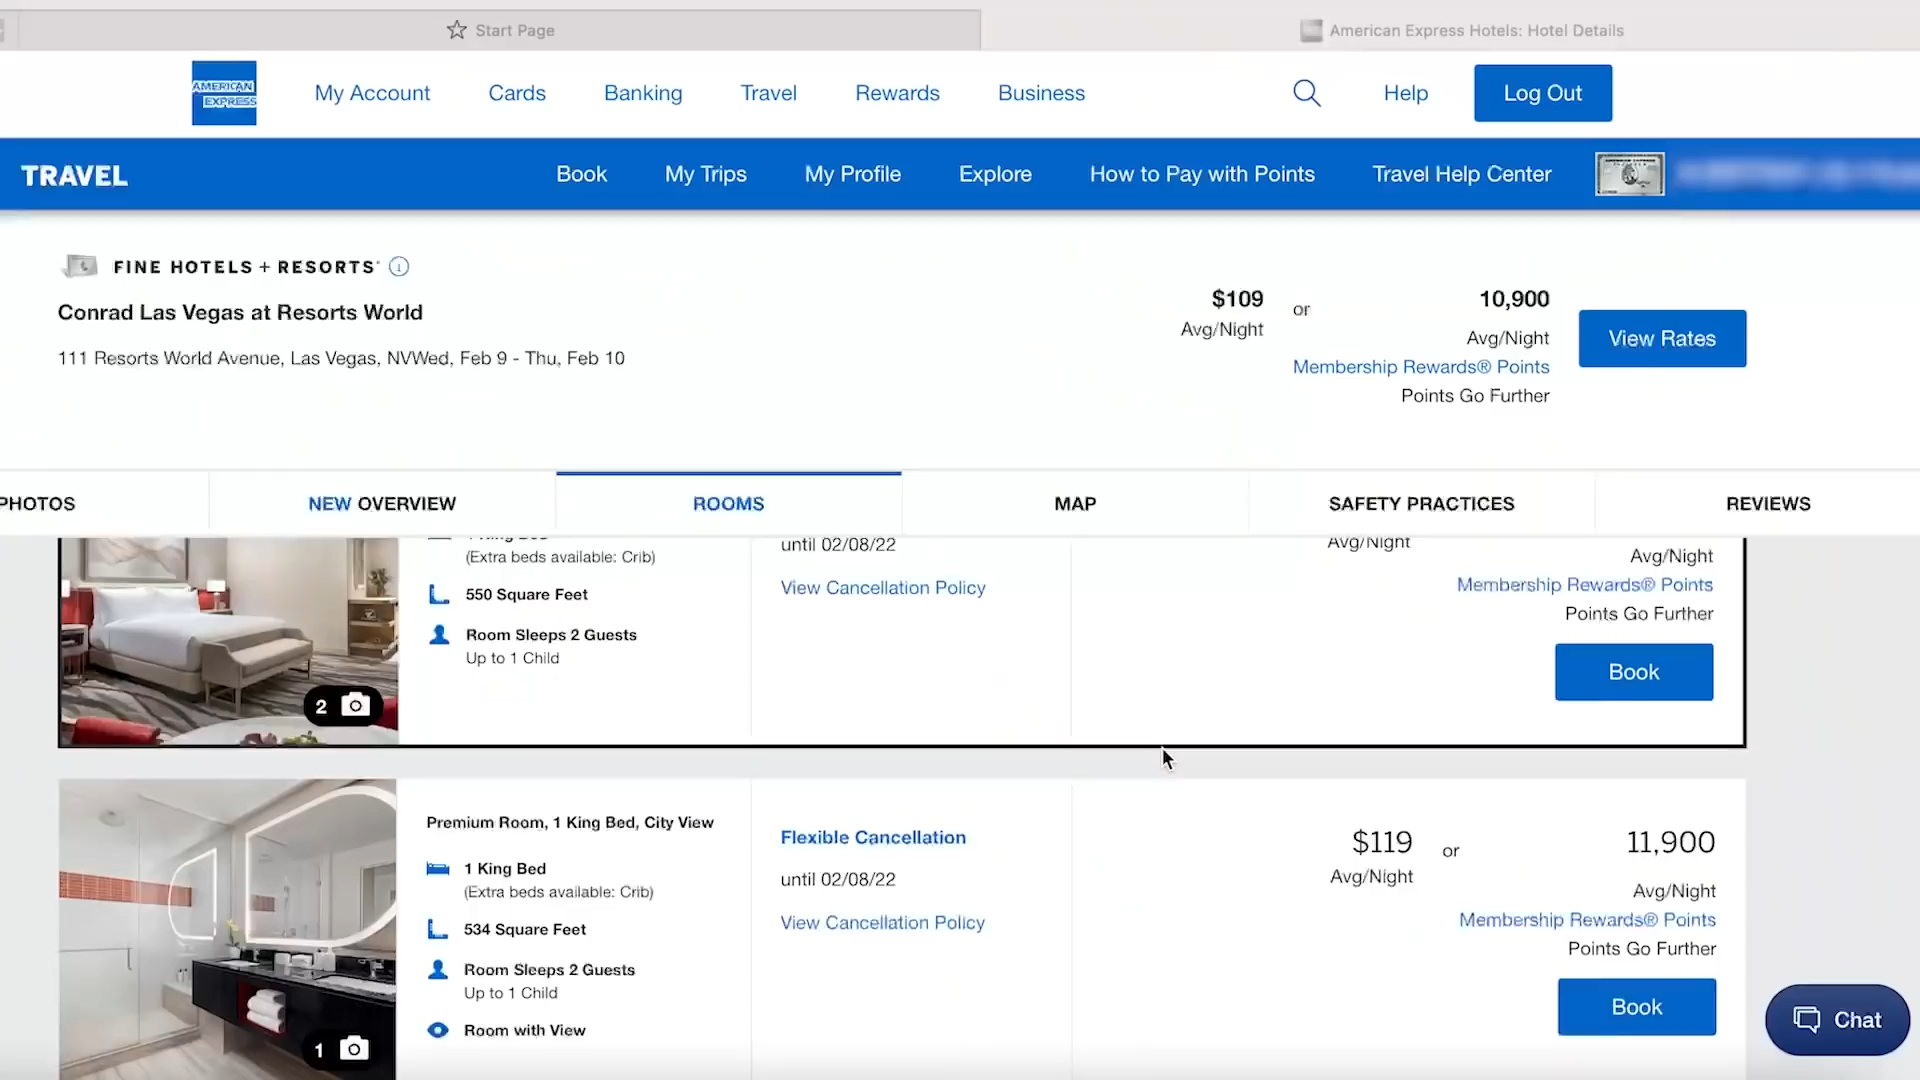 Start Page
American Express Hotels: Hotel Details
AMERICAN
EXPRESS
My Account
Cards
Banking
Travel
Rewards
Business
Help
Log Out
TRAVEL
Book
My Trips
My Profile
Explore
How to Pay with Points
Travel Help Center
FINE HOTELS + RESORTS
Conrad Las Vegas at Resorts World
111 Resorts World Avenue, Las Vegas, NVWed, Feb 9 - Thu, Feb 10
$109
Avg/Night
or
10,900
Avg/Night
Membership Rewards® Points
Points Go Further
View Rates
PHOTOS
NEW OVERVIEW
ROOMS
MAP
SAFETY PRACTICES
REVIEWS
1 King Bed
(Extra beds available: Crib)
550 Square Feet
Room Sleeps 2 Guests
Up to 1 Child
2
until 02/08/22
View Cancellation Policy
Avg/Night
Avg/Night
Membership Rewards® Points
Points Go Further
Book
Premium Room, 1 King Bed, City View
1 King Bed
(Extra beds available: Crib)
534 Square Feet
Room Sleeps 2 Guests
Up to 1 Child
Room with View
1
Flexible Cancellation
until 02/08/22
View Cancellation Policy
$119
Avg/Night
or
11,900
Avg/Night
Membership Rewards® Points
Points Go Further
Book
Chat